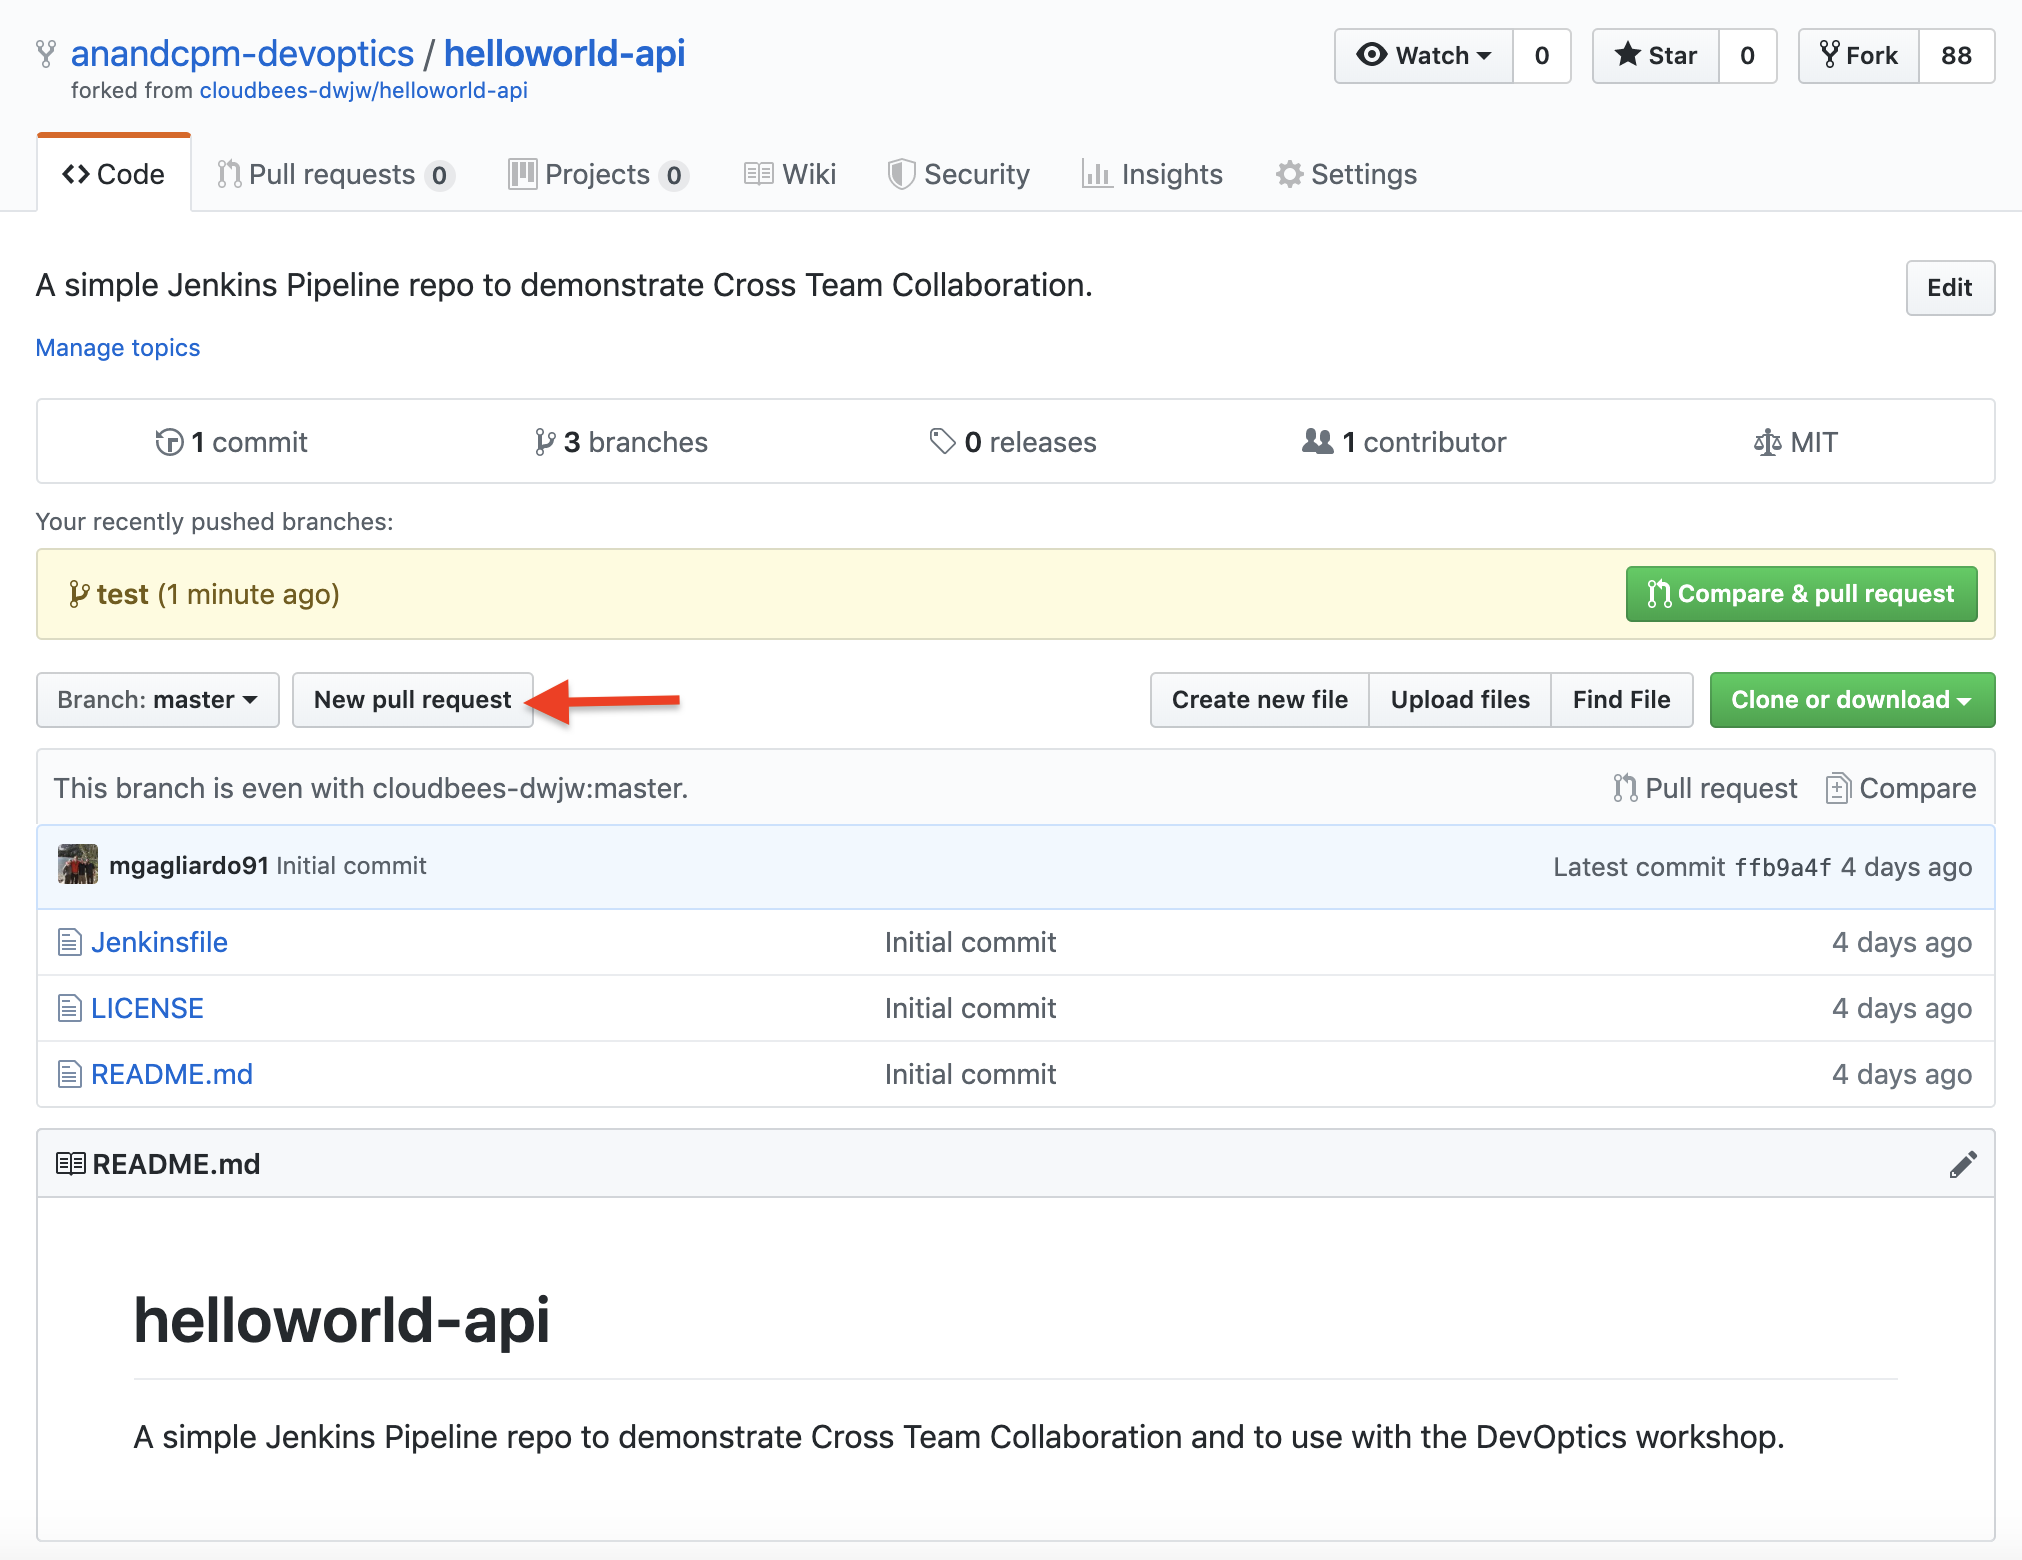 anandcpm-devoptics / helloworld-api
Watch 0 Star 0 Fork 88
forked from cloudbees-dwjw/helloworld-api
Code Pull requests 0 Projects 0 Wiki Security Insights Settings
A simple Jenkins Pipeline repo to demonstrate Cross Team Collaboration.
Edit
Manage topics
1 commit 3 branches 0 releases 1 contributor MIT
Your recently pushed branches:
test (1 minute ago) Compare & pull request
Branch: master New pull request Create new file Upload files Find File Clone or download
This branch is even with cloudbees-dwjw:master. Pull request Compare
mgagliardo91 Initial commit Latest commit ffb9a4f 4 days ago
Jenkinsfile Initial commit 4 days ago
LICENSE Initial commit 4 days ago
README.md Initial commit 4 days ago
README.md
helloworld-api
A simple Jenkins Pipeline repo to demonstrate Cross Team Collaboration and to use with the DevOptics workshop.